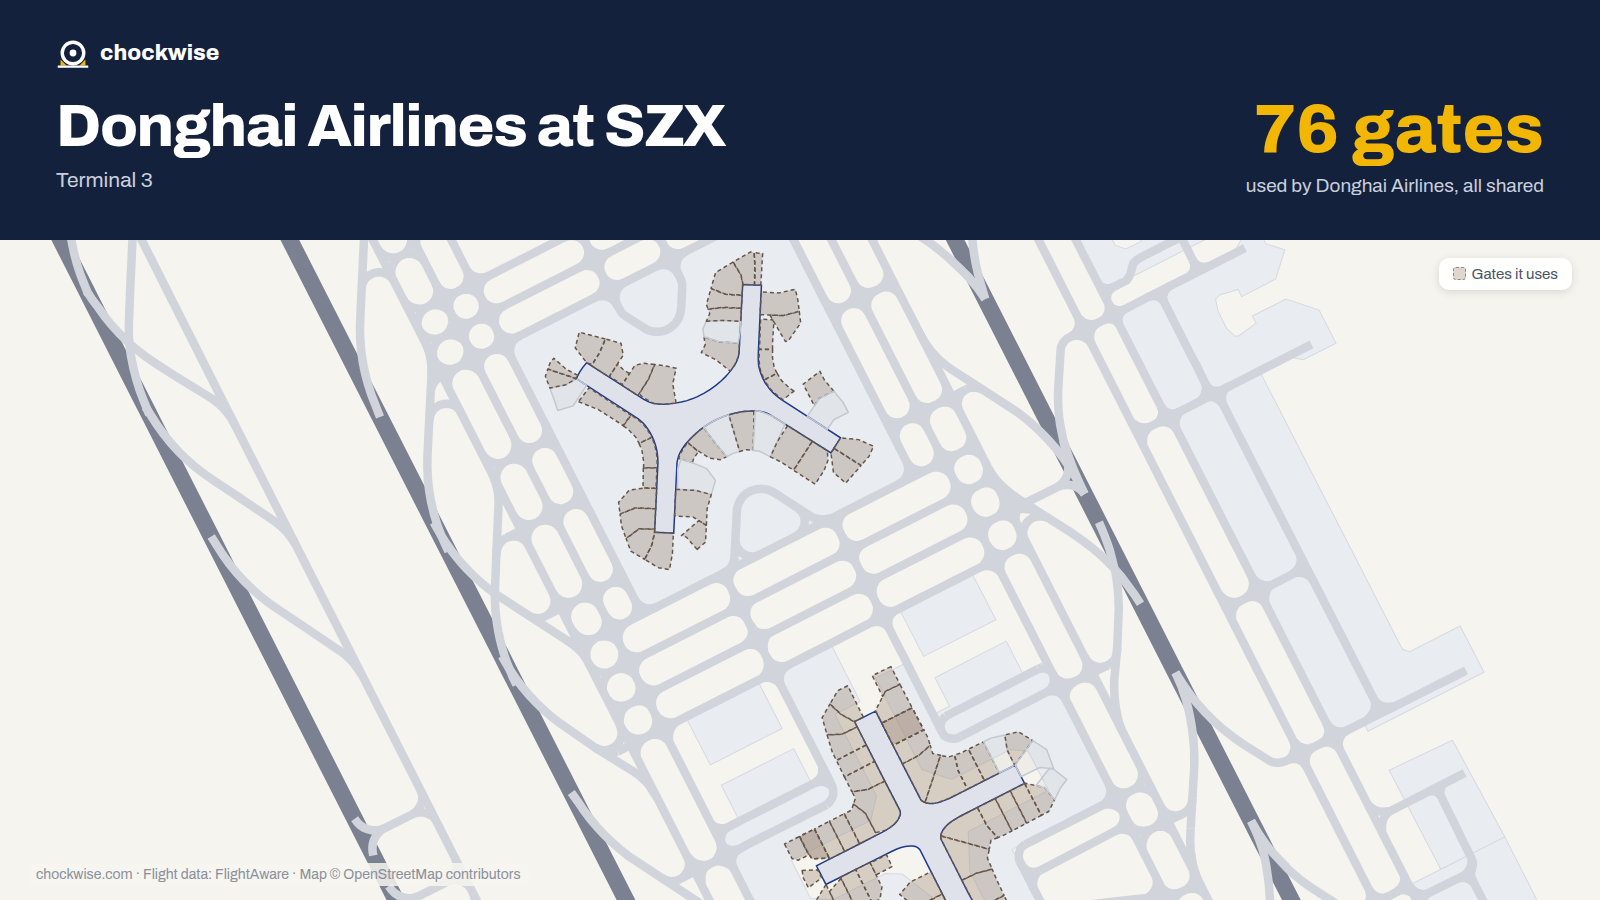 chockwise
Donghai Airlines at SZX
Terminal 3
76 gates
used by Donghai Airlines, all shared
Gates it uses
chockwise.com · Flight data: FlightAware · Map © OpenStreetMap contributors